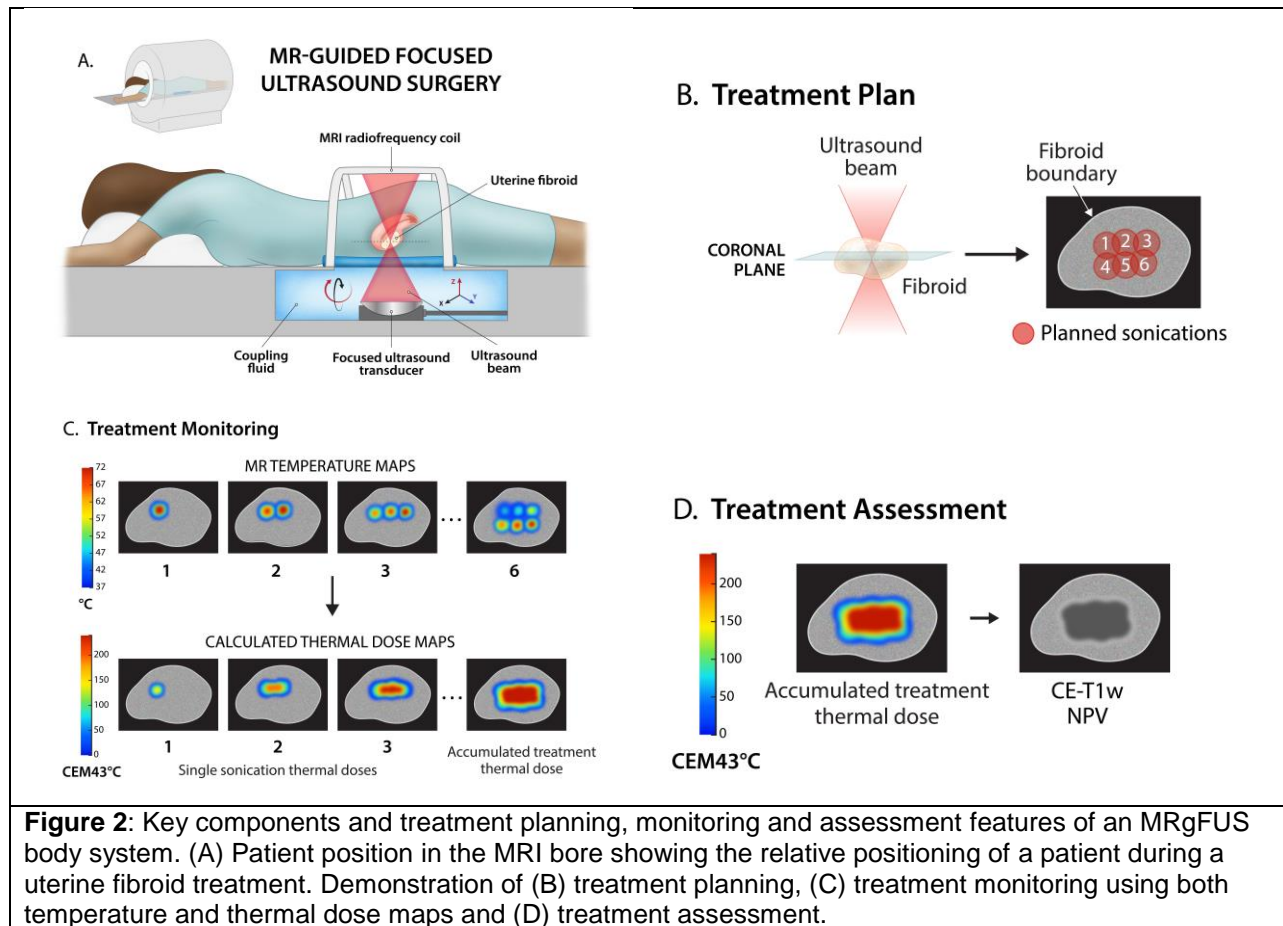 A.
MR-GUIDED FOCUSED
ULTRASOUND SURGERY
MRI radiofrequency coil
Uterine fibroid
Z
X
Y
Coupling
fluid
Focused ultrasound
transducer
Ultrasound
beam
B. Treatment Plan
Ultrasound
beam
Fibroid
boundary
CORONAL
PLANE
Fibroid
1 2 3
4 5 6
Planned sonications
C. Treatment Monitoring
MR TEMPERATURE MAPS
72
67
62
57
52
47
42
37
°C
...
1
2
3
6
CALCULATED THERMAL DOSE MAPS
200
150
100
50
0
CEM43°C
...
1
2
3
Single sonication thermal doses
Accumulated treatment
thermal dose
D. Treatment Assessment
200
150
100
50
0
CEM43°C
Accumulated treatment
thermal dose
CE-T1w
NPV
Figure 2: Key components and treatment planning, monitoring and assessment features of an MRgFUS
body system. (A) Patient position in the MRI bore showing the relative positioning of a patient during a
uterine fibroid treatment. Demonstration of (B) treatment planning, (C) treatment monitoring using both
temperature and thermal dose maps and (D) treatment assessment.